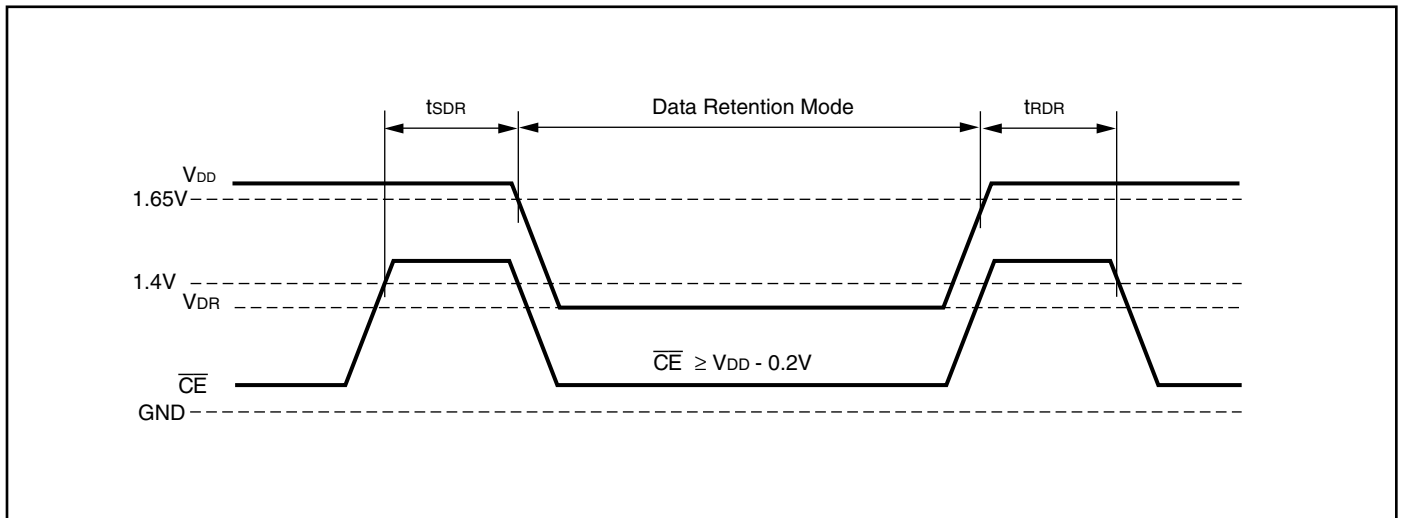 tSDR Data Retention Mode tRDR
VDD
1.65V
1.4V
VDR
CE ≥ VDD - 0.2V
CE
GND